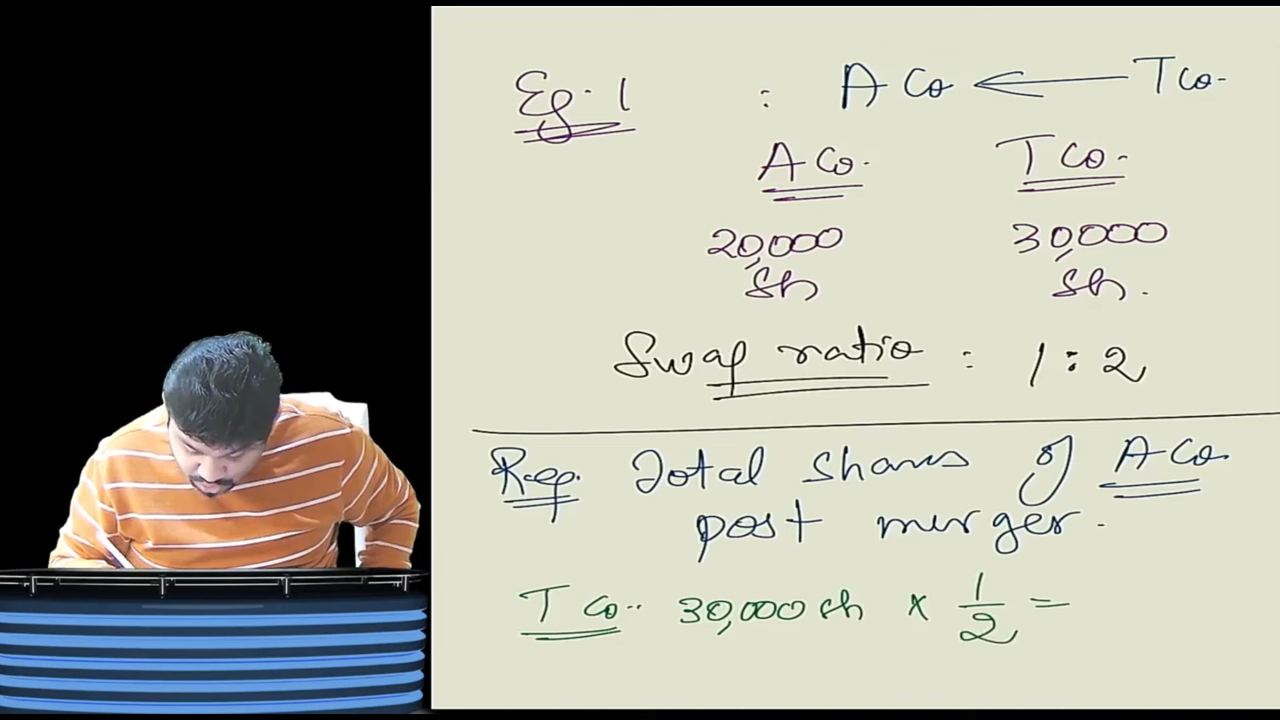 Eg. 1 : A Co ← T Co.
A Co. T Co.
20,000 30,000
Sh Sh.
Swap ratio : 1 : 2
Req. Total shares of A Co.
post merger.
T Co.. 30,000 sh × 1/2 =